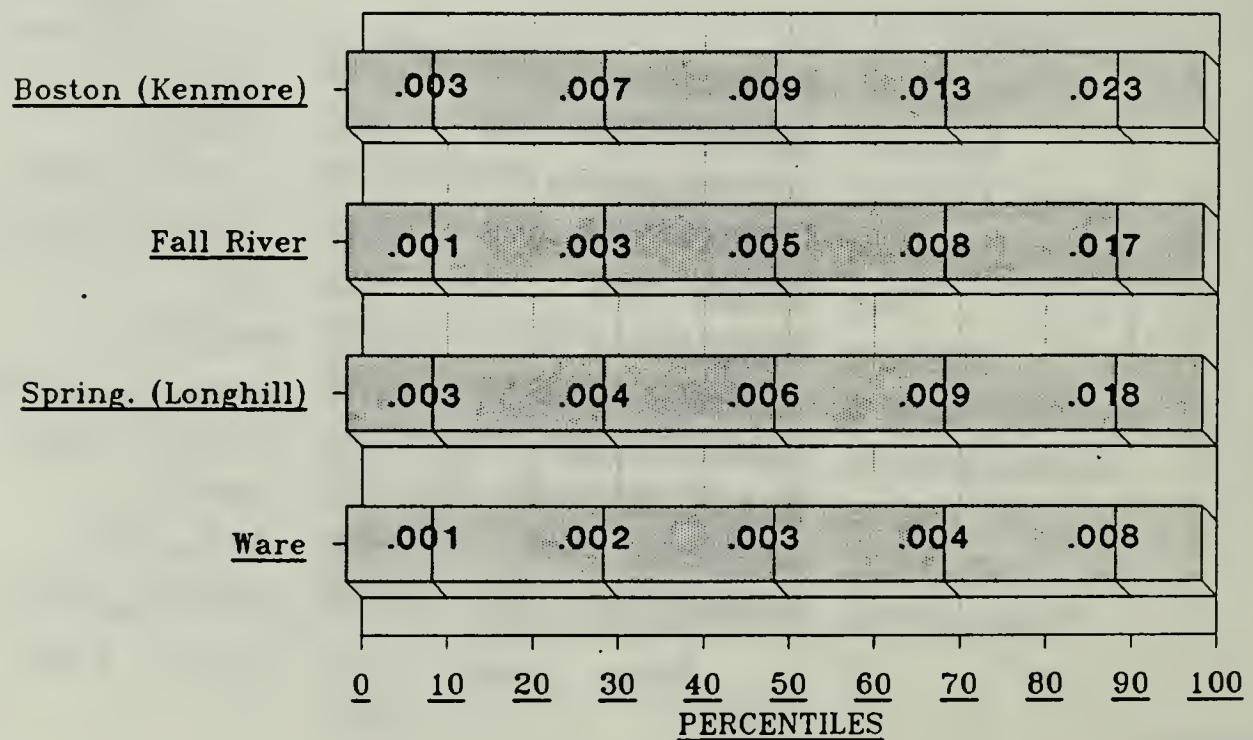 Boston (Kenmore) .003 .007 .009 .013 .023
Fall River .001 .003 .005 .008 .017
Spring. (Longhill) .003 .004 .006 .009 .018
Ware .001 .002 .003 .004 .008
0 10 20 30 40 50 60 70 80 90 100
PERCENTILES